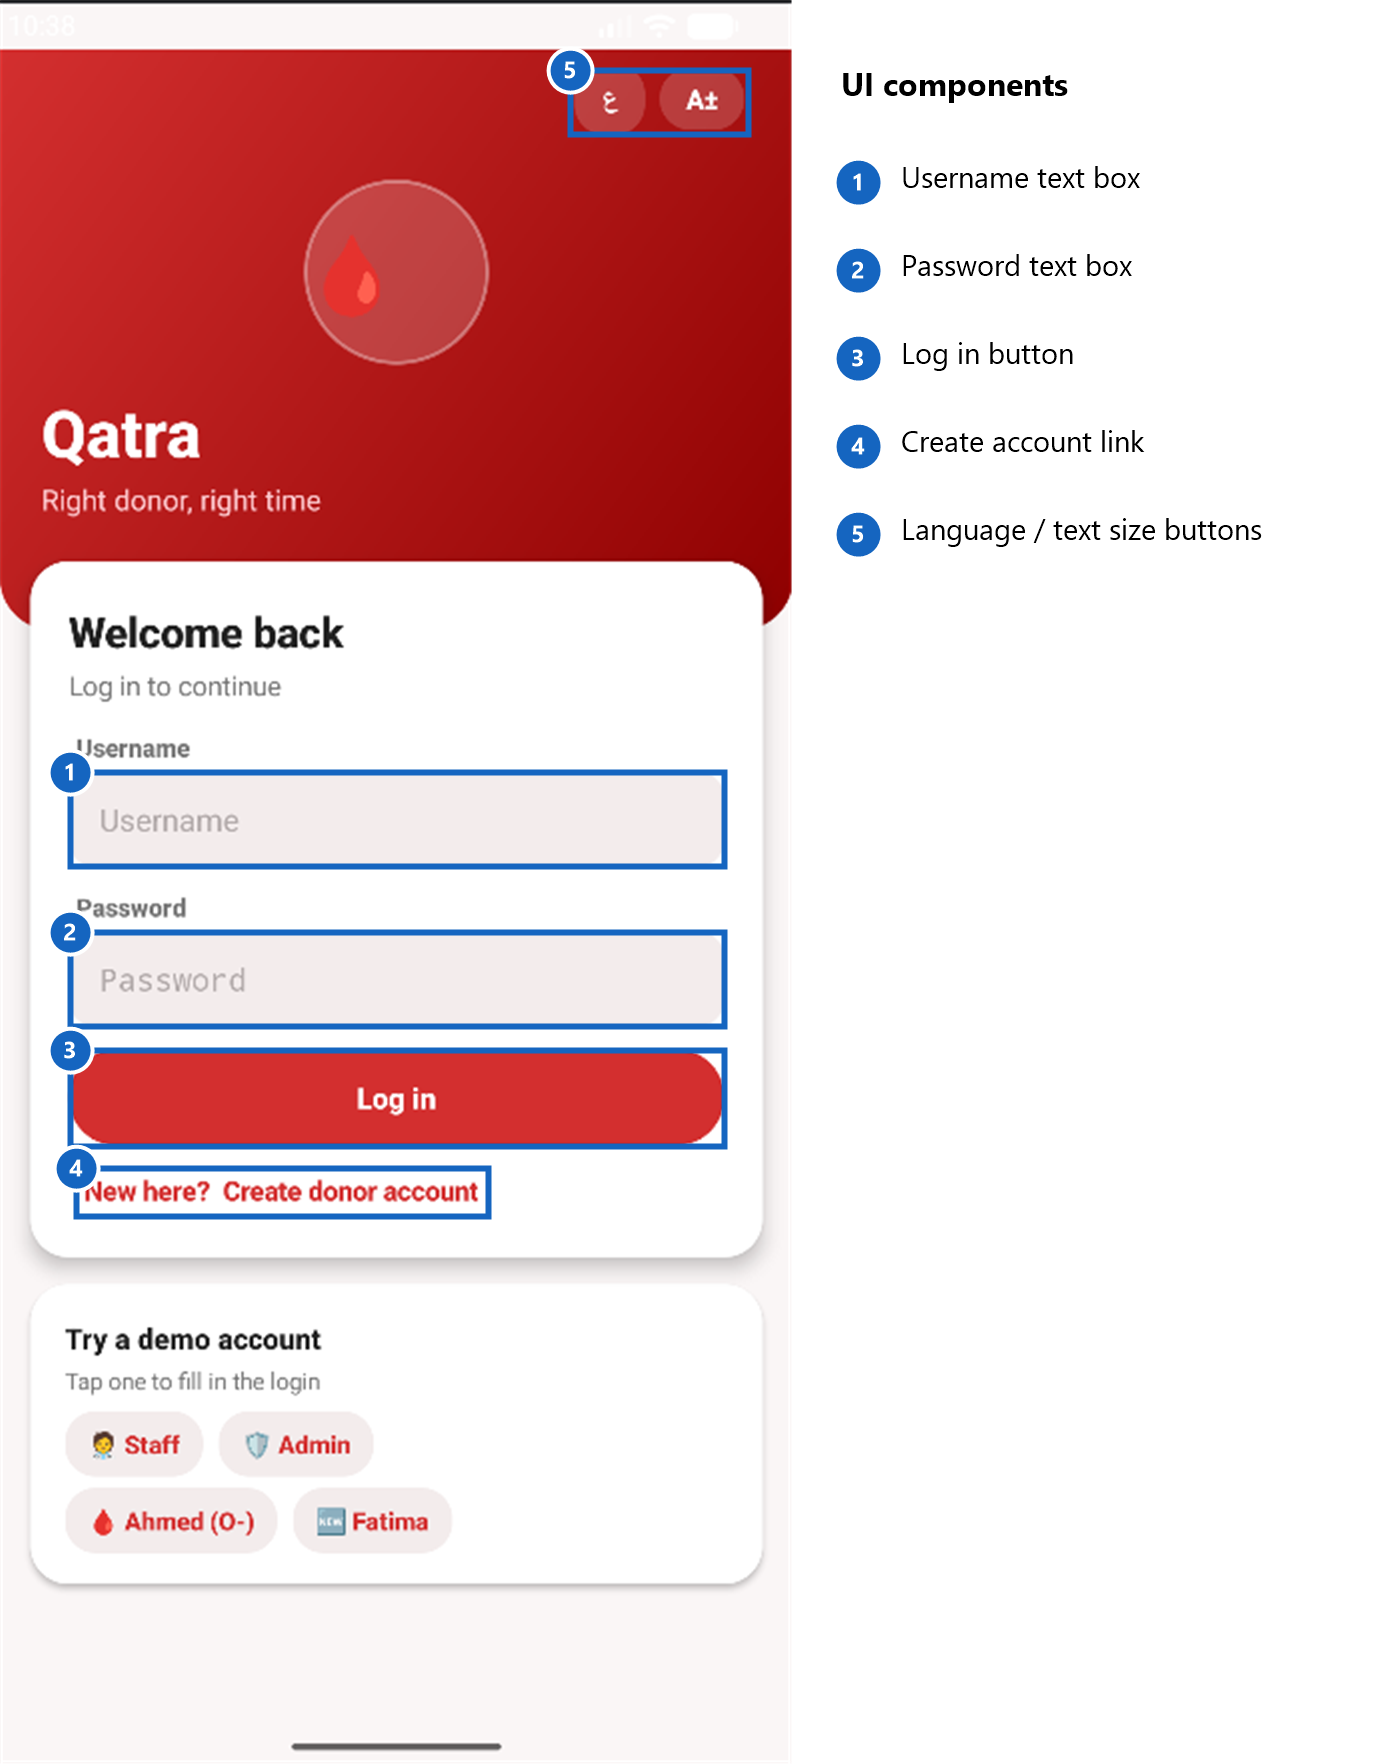 10:38
5
ع
A±
Qatra
Right donor, right time
Welcome back
Log in to continue
Username
1
Username
Password
2
Password
3
Log in
4
New here? Create donor account
Try a demo account
Tap one to fill in the login
Staff
Admin
Ahmed (O-)
NEW Fatima
UI components
1 Username text box
2 Password text box
3 Log in button
4 Create account link
5 Language / text size buttons